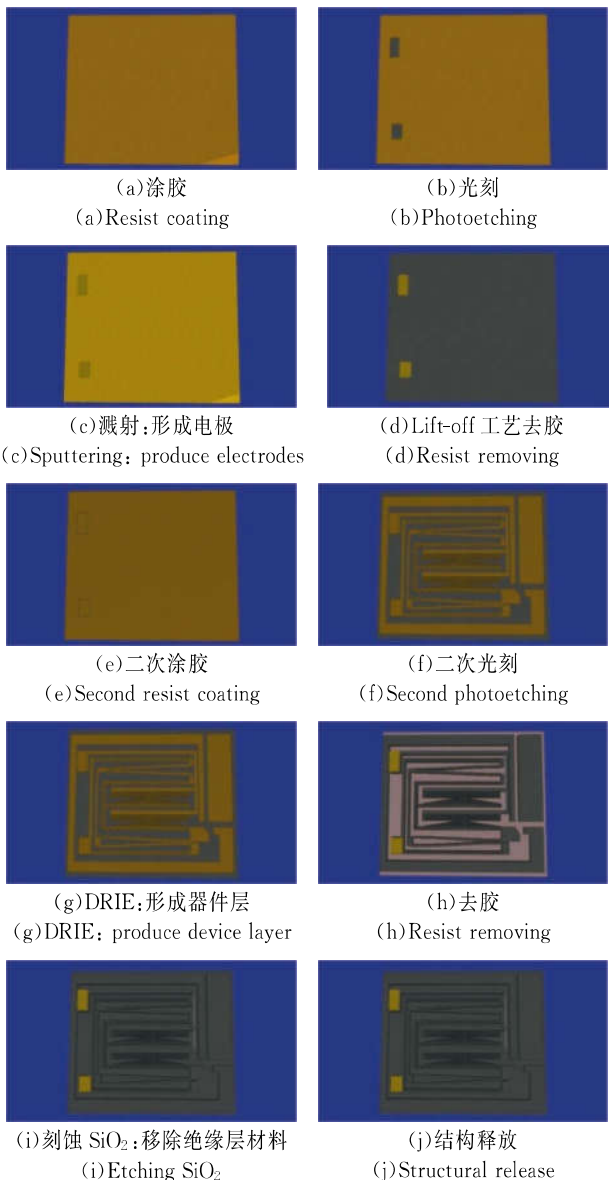 (a)涂胶
(a)Resist coating
(b)光刻
(b)Photoetching
(c)溅射:形成电极
(c)Sputtering: produce electrodes
(d)Lift-off 工艺去胶
(d)Resist removing
(e)二次涂胶
(e)Second resist coating
(f)二次光刻
(f)Second photoetching
(g)DRIE:形成器件层
(g)DRIE: produce device layer
(h)去胶
(h)Resist removing
(i)刻蚀 SiO₂:移除绝缘层材料
(i)Etching SiO₂
(j)结构释放
(j)Structural release